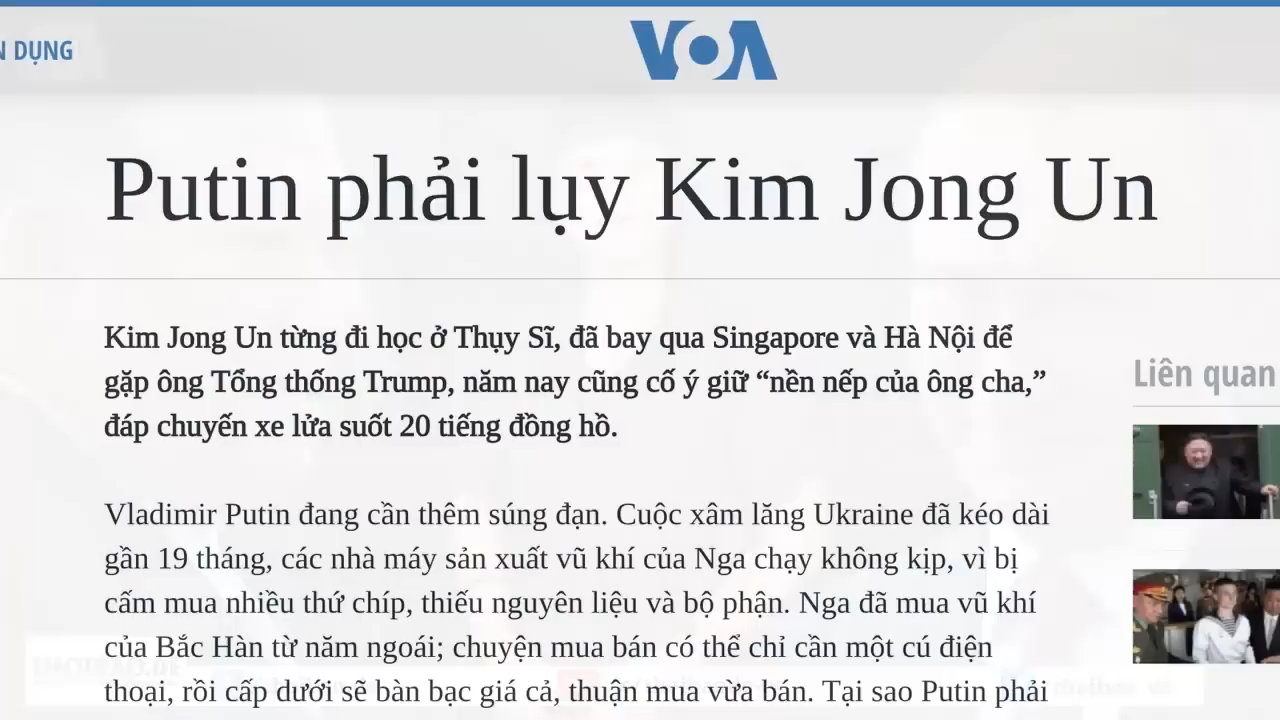 N DỤNG
VOA
Putin phải lụy Kim Jong Un
Kim Jong Un từng đi học ở Thụy Sĩ, đã bay qua Singapore và Hà Nội để
gặp ông Tổng thống Trump, năm nay cũng cố ý giữ “nền nếp của ông cha,”
đáp chuyến xe lửa suốt 20 tiếng đồng hồ.
Liên quan
Vladimir Putin đang cần thêm súng đạn. Cuộc xâm lăng Ukraine đã kéo dài
gần 19 tháng, các nhà máy sản xuất vũ khí của Nga chạy không kịp, vì bị
cấm mua nhiều thứ chíp, thiếu nguyên liệu và bộ phận. Nga đã mua vũ khí
của Bắc Hàn từ năm ngoái; chuyện mua bán có thể chỉ cần một cú điện
thoại, rồi cấp dưới sẽ bàn bạc giá cả, thuận mua vừa bán. Tại sao Putin phải